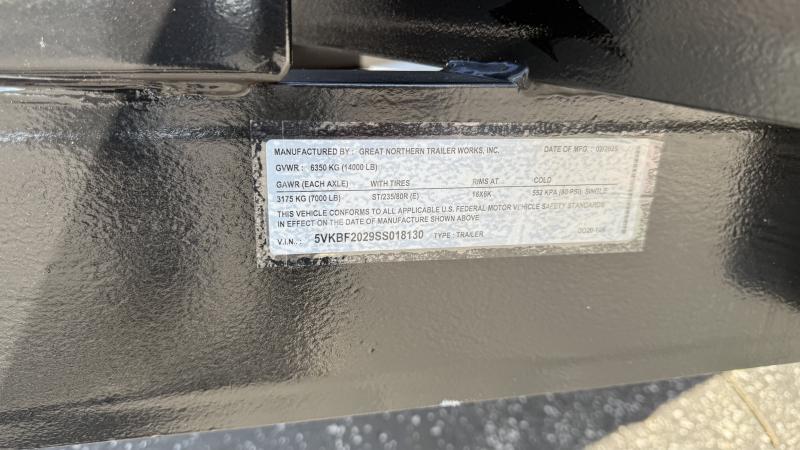 MANUFACTURED BY : GREAT NORTHERN TRAILER WORKS, INC. DATE OF MFG. : 02/2025
GVWR : 6350 KG (14000 LB)
GAWR (EACH AXLE) WITH TIRES RIMS AT COLD
3175 KG (7000 LB) ST/235/80R (E) 16X6K 552 KPA (80 PSI), SINGLE
THIS VEHICLE CONFORMS TO ALL APPLICABLE U.S. FEDERAL MOTOR VEHICLE SAFETY STANDARDS
IN EFFECT ON THE DATE OF MANUFACTURE SHOWN ABOVE
V.I.N. : 5VKBF2029SS018130 TYPE : TRAILER